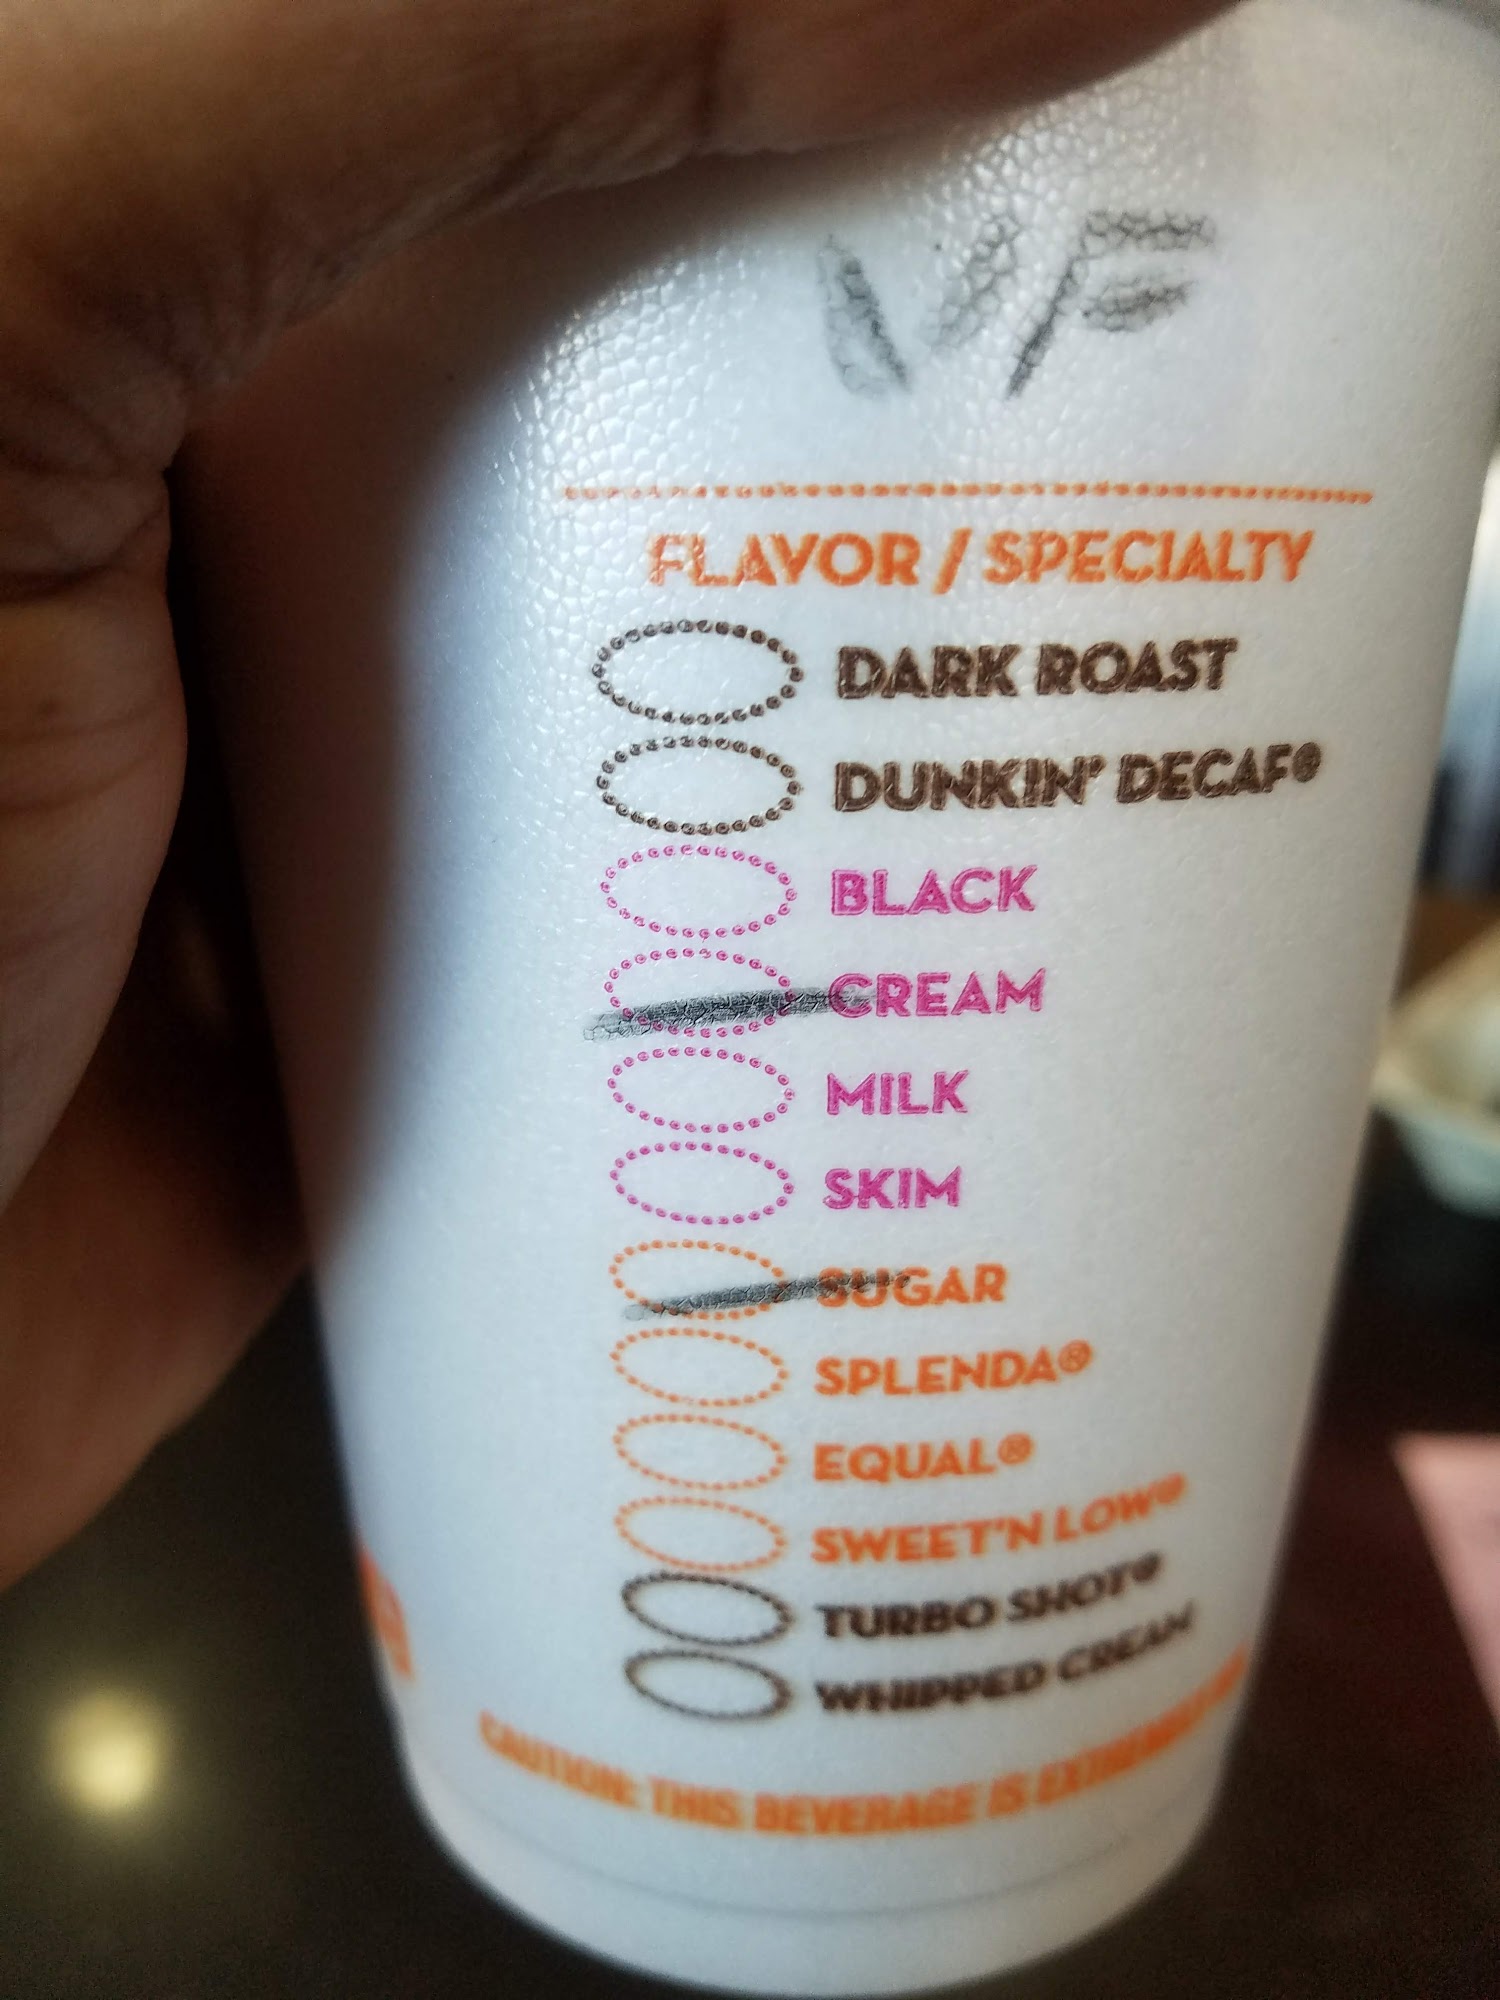 VF
FLAVOR / SPECIALTY
DARK ROAST
DUNKIN' DECAF®
BLACK
CREAM
MILK
SKIM
SUGAR
SPLENDA®
EQUAL®
SWEET'N LOW®
TURBO SHOT®
WHIPPED CREAM
CAUTION: THIS BEVERAGE IS EXTREMELY